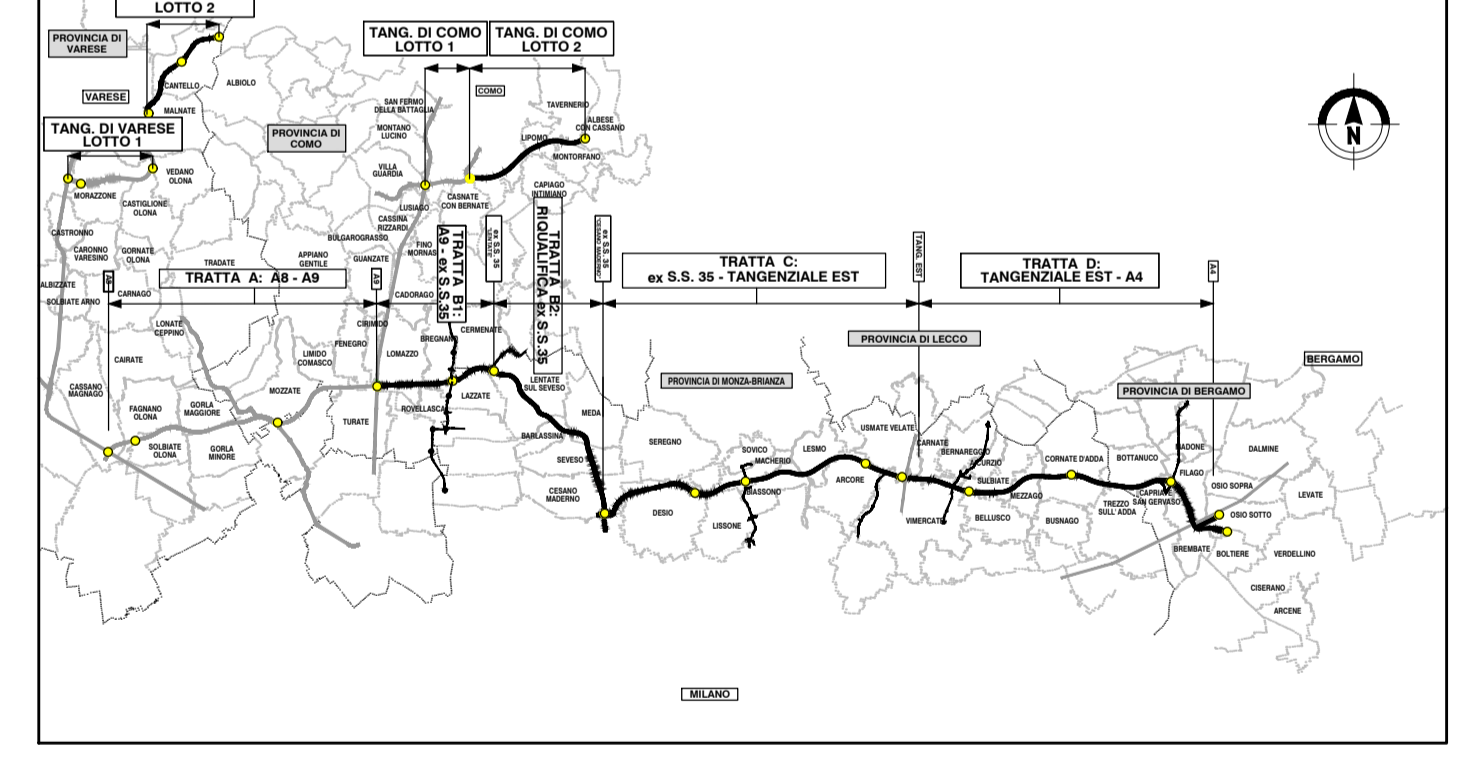 LOTTO 2
PROVINCIA DI
VARESE
TANG. DI COMO
LOTTO 1
TANG. DI COMO
LOTTO 2
CANTELLO
ALBIOLO
VARESE
MALNATE
COMO
SAN FERMO
DELLA BATTAGLIA
TAVERNERIO
TANG. DI VARESE
LOTTO 1
PROVINCIA DI
COMO
MONTANO
LUCINO
ALBESE
CON CASSANO
LIPOMO
MONTORFANO
N
VEDANO
OLONA
VILLA
GUARDIA
MORAZZONE
CASTIGLIONE
OLONA
CAPIAGO
INTIMIANO
CASNATE
CON BERNATE
LUSIAGO
CASSINA
RIZZARDI
CASTRONNO
BULGAROGRASSO
CARONNO
VARESINO
GORNATE
OLONA
TRADATE
APPIANO
GENTILE
GUANZATE
FINO
MORNAS
TRATTA B1:
A9 - ex S.S.35
ex S.S. 35
"LENTATE"
TRATTA B2:
RIQUALIFICA ex S.S.35
ex S.S. 35
"CESANO MADERNO"
TRATTA C:
ex S.S. 35 - TANGENZIALE EST
TANG. EST
TRATTA D:
TANGENZIALE EST - A4
A4
ALBIZZATE
SOLBIATE ARNO
A8
CARNAGO
TRATTA A: A8 - A9
A9
CADORAGO
CIRIMIDO
LONATE
CEPPINO
FENEGRO
BREGNANO
CERMENATE
PROVINCIA DI LECCO
CAIRATE
LIMIDO
COMASCO
LOMAZZO
BERGAMO
CASSANO
MAGNAGO
MOZZATE
LENTATE
SUL SEVESO
PROVINCIA DI MONZA-BRIANZA
PROVINCIA DI BERGAMO
LAZZATE
FAGNANO
OLONA
GORLA
MAGGIORE
ROVELLASCA
TURATE
MEDA
SOLBIATE
OLONA
GORLA
MINORE
BARLASSINA
SEREGNO
USMATE VELATE
SEVESO
SOVICO
MACHERIO
LESMO
CARNATE
BERNAREGGIO
MADONE
DALMINE
CORNATE D'ADDA
BOTTANUCO
CESANO
MADERNO
BIASSONO
ARCORE
SULBIATE
MEZZAGO
FILAGO
CAPRIATE
SAN GERVASO
OSIO SOPRA
LEVATE
DESIO
LISSONE
VIMERCATE
BELLUSCO
BUSNAGO
TREZZO
SULL' ADDA
OSIO SOTTO
BREMBATE
BOLTIERE
VERDELLINO
CISERANO
ARCENE
MILANO